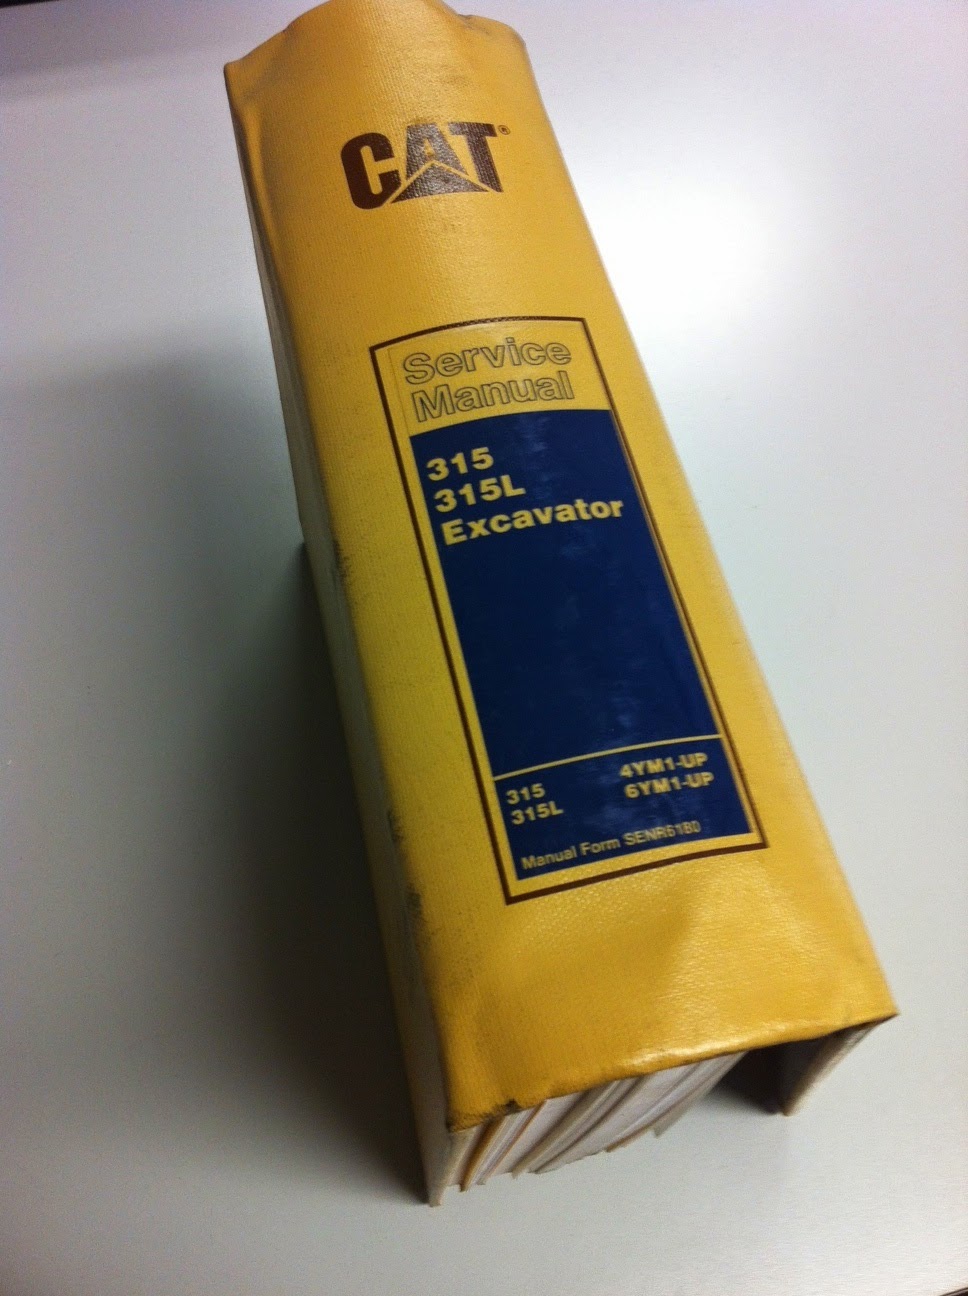 CAT®
Service
Manual
315
315L
Excavator
315 4YM1-UP
315L 6YM1-UP
Manual Form SENR6180